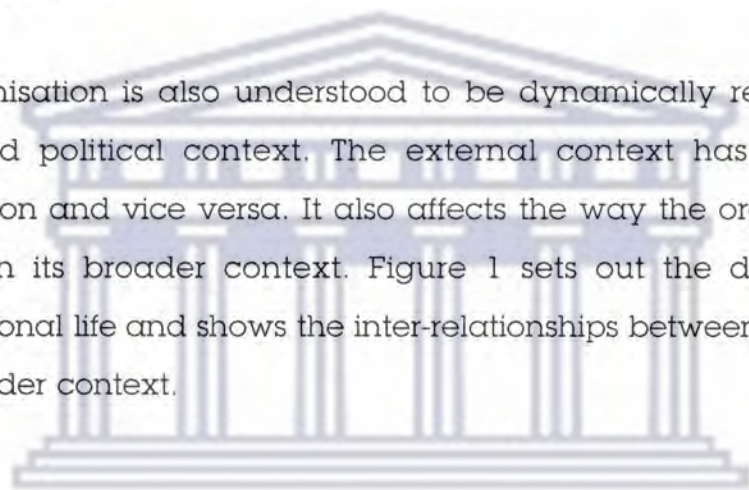 nisation is also understood to be dynamically re
d political context. The external context has
on and vice versa. It also affects the way the or
n its broader context. Figure 1 sets out the d
onal life and shows the inter-relationships between
der context.